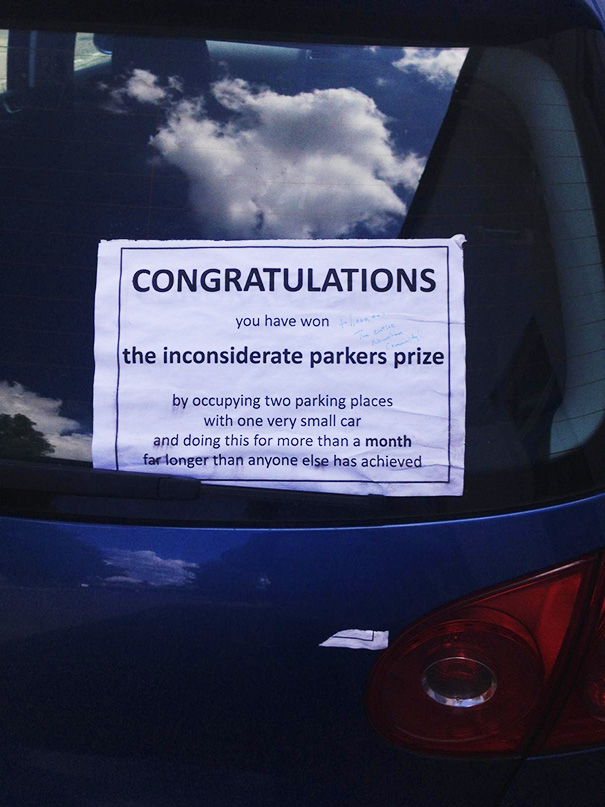 CONGRATULATIONS
you have won
the inconsiderate parkers prize
by occupying two parking places
with one very small car
and doing this for more than a month
far longer than anyone else has achieved